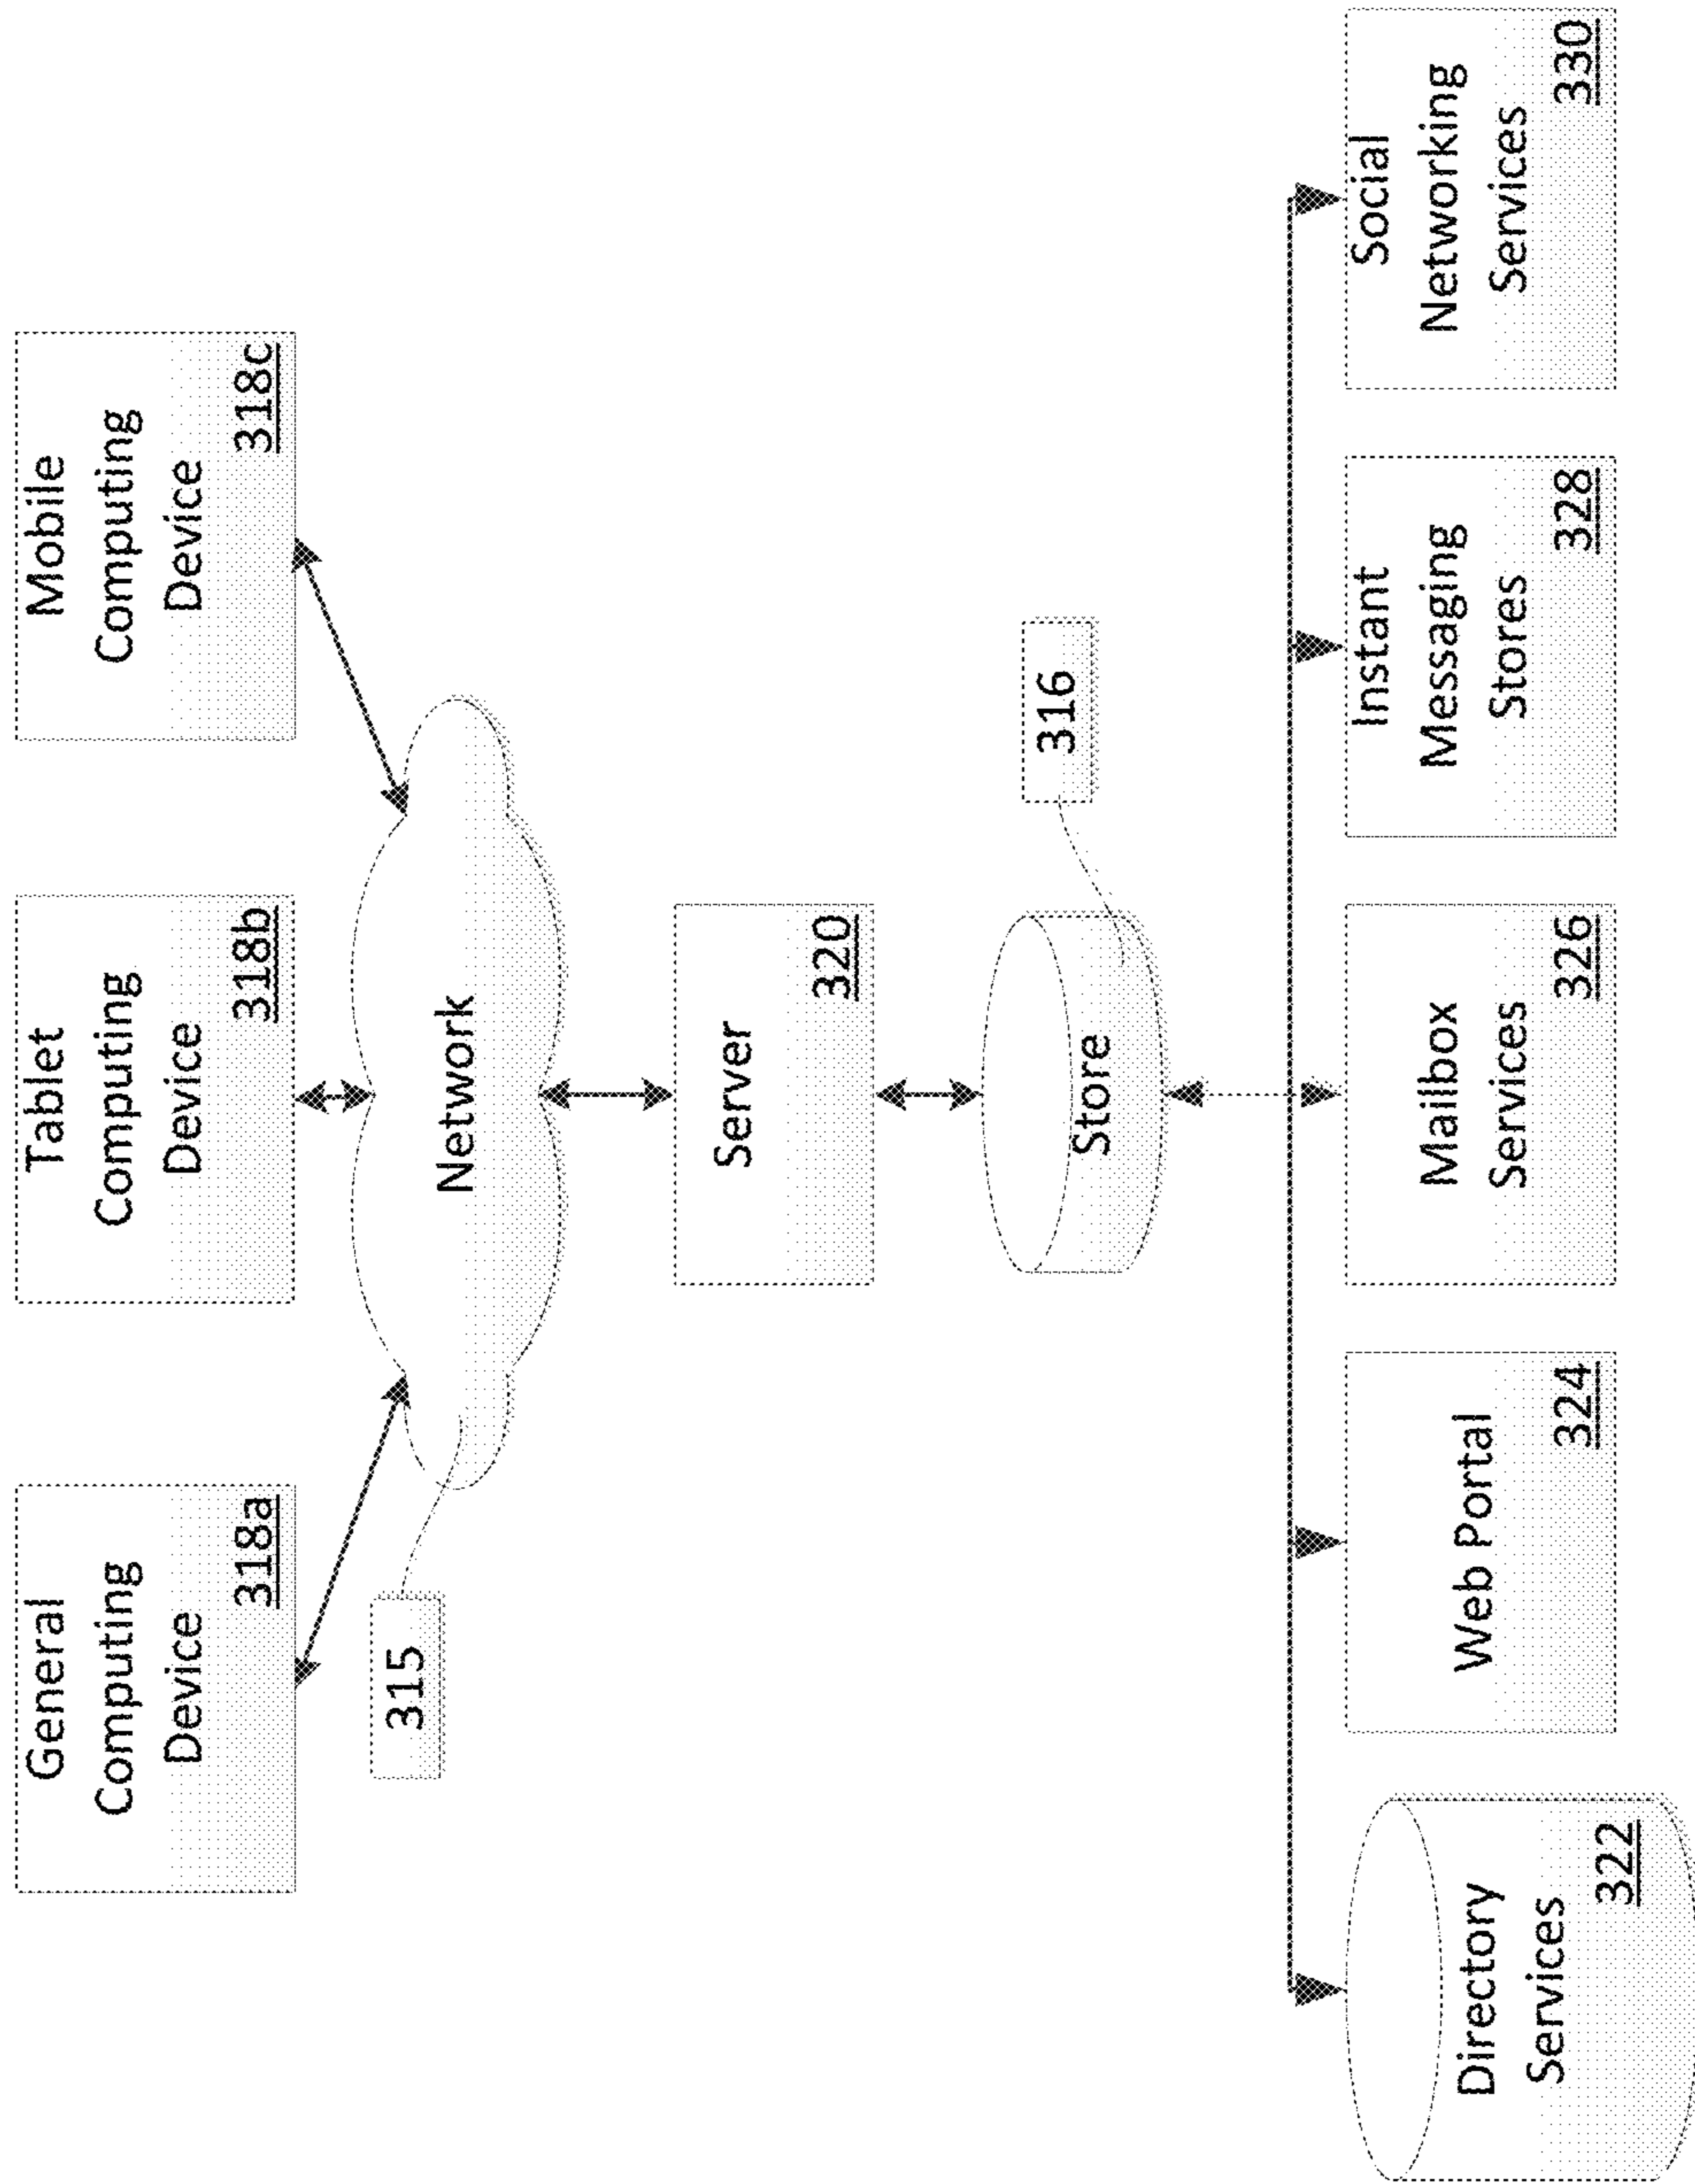 General
Computing
Device
318a
Tablet
Computing
Device
318b
Mobile
Computing
Device
318c
315
Network
Server
320
316
Store
Directory
Services
322
Web Portal
324
Mailbox
Services
326
Instant
Messaging
Stores
328
Social
Networking
Services
330